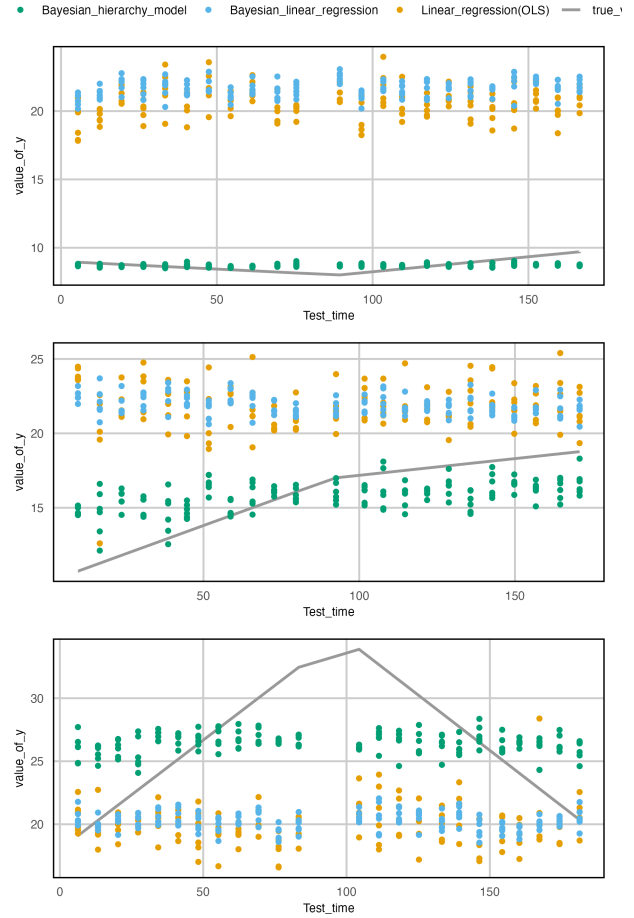 Bayesian_hierarchy_model Bayesian_linear_regression Linear_regression(OLS) true_v
value_of_y
20
15
10
0 50 100 150
Test_time
value_of_y
25
20
15
50 100 150
Test_time
value_of_y
30
25
20
0 50 100 150
Test_time